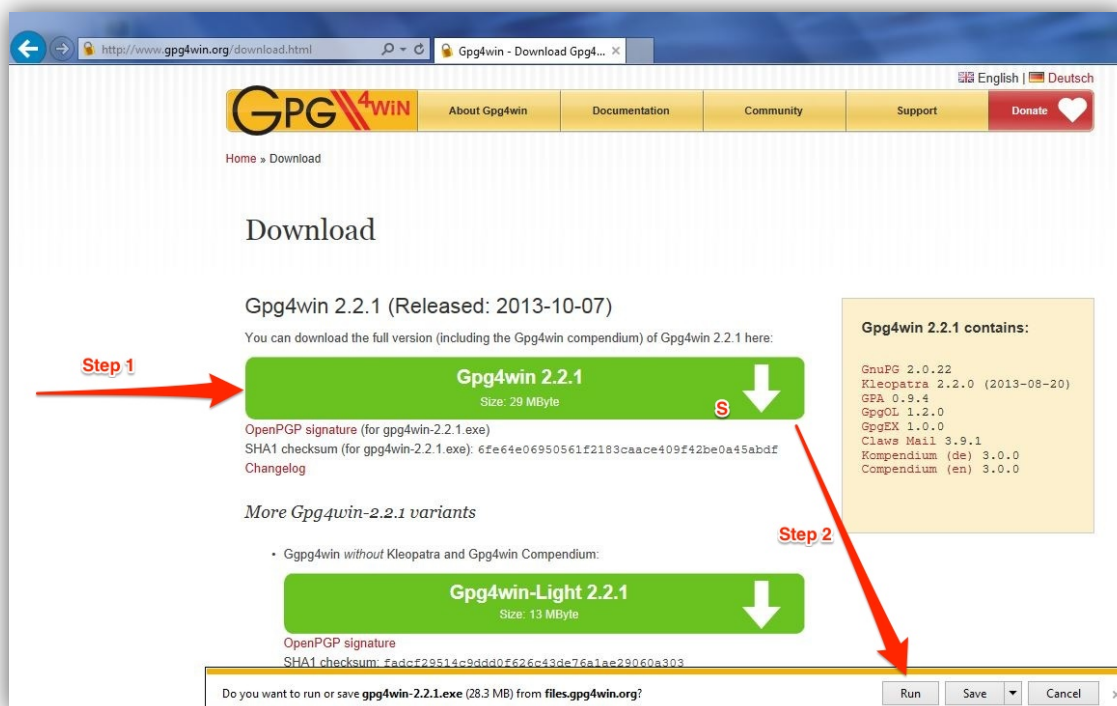 http://www.gpg4win.org/download.html
Gpg4win - Download Gpg4...
English | Deutsch
GPG4WiN
About Gpg4win
Documentation
Community
Support
Donate
Home » Download
Download
Gpg4win 2.2.1 (Released: 2013-10-07)
You can download the full version (including the Gpg4win compendium) of Gpg4win 2.2.1 here:
Step 1
Gpg4win 2.2.1
Size: 29 MByte
S
OpenPGP signature (for gpg4win-2.2.1.exe)
SHA1 checksum (for gpg4win-2.2.1.exe): 6fe64e06950561f2183caace409f42be0a45abdf
Changelog
Gpg4win 2.2.1 contains:
GnuPG 2.0.22
Kleopatra 2.2.0 (2013-08-20)
GPA 0.9.4
GpgOL 1.2.0
GpgEX 1.0.0
Claws Mail 3.9.1
Kompendium (de) 3.0.0
Compendium (en) 3.0.0
More Gpg4win-2.2.1 variants
Step 2
• Ggpg4win without Kleopatra and Gpg4win Compendium:
Gpg4win-Light 2.2.1
Size: 13 MByte
OpenPGP signature
SHA1 checksum: fadcf29514c9ddd0f626c43de76a1ae29060a303
Do you want to run or save gpg4win-2.2.1.exe (28.3 MB) from files.gpg4win.org?
Run
Save
Cancel